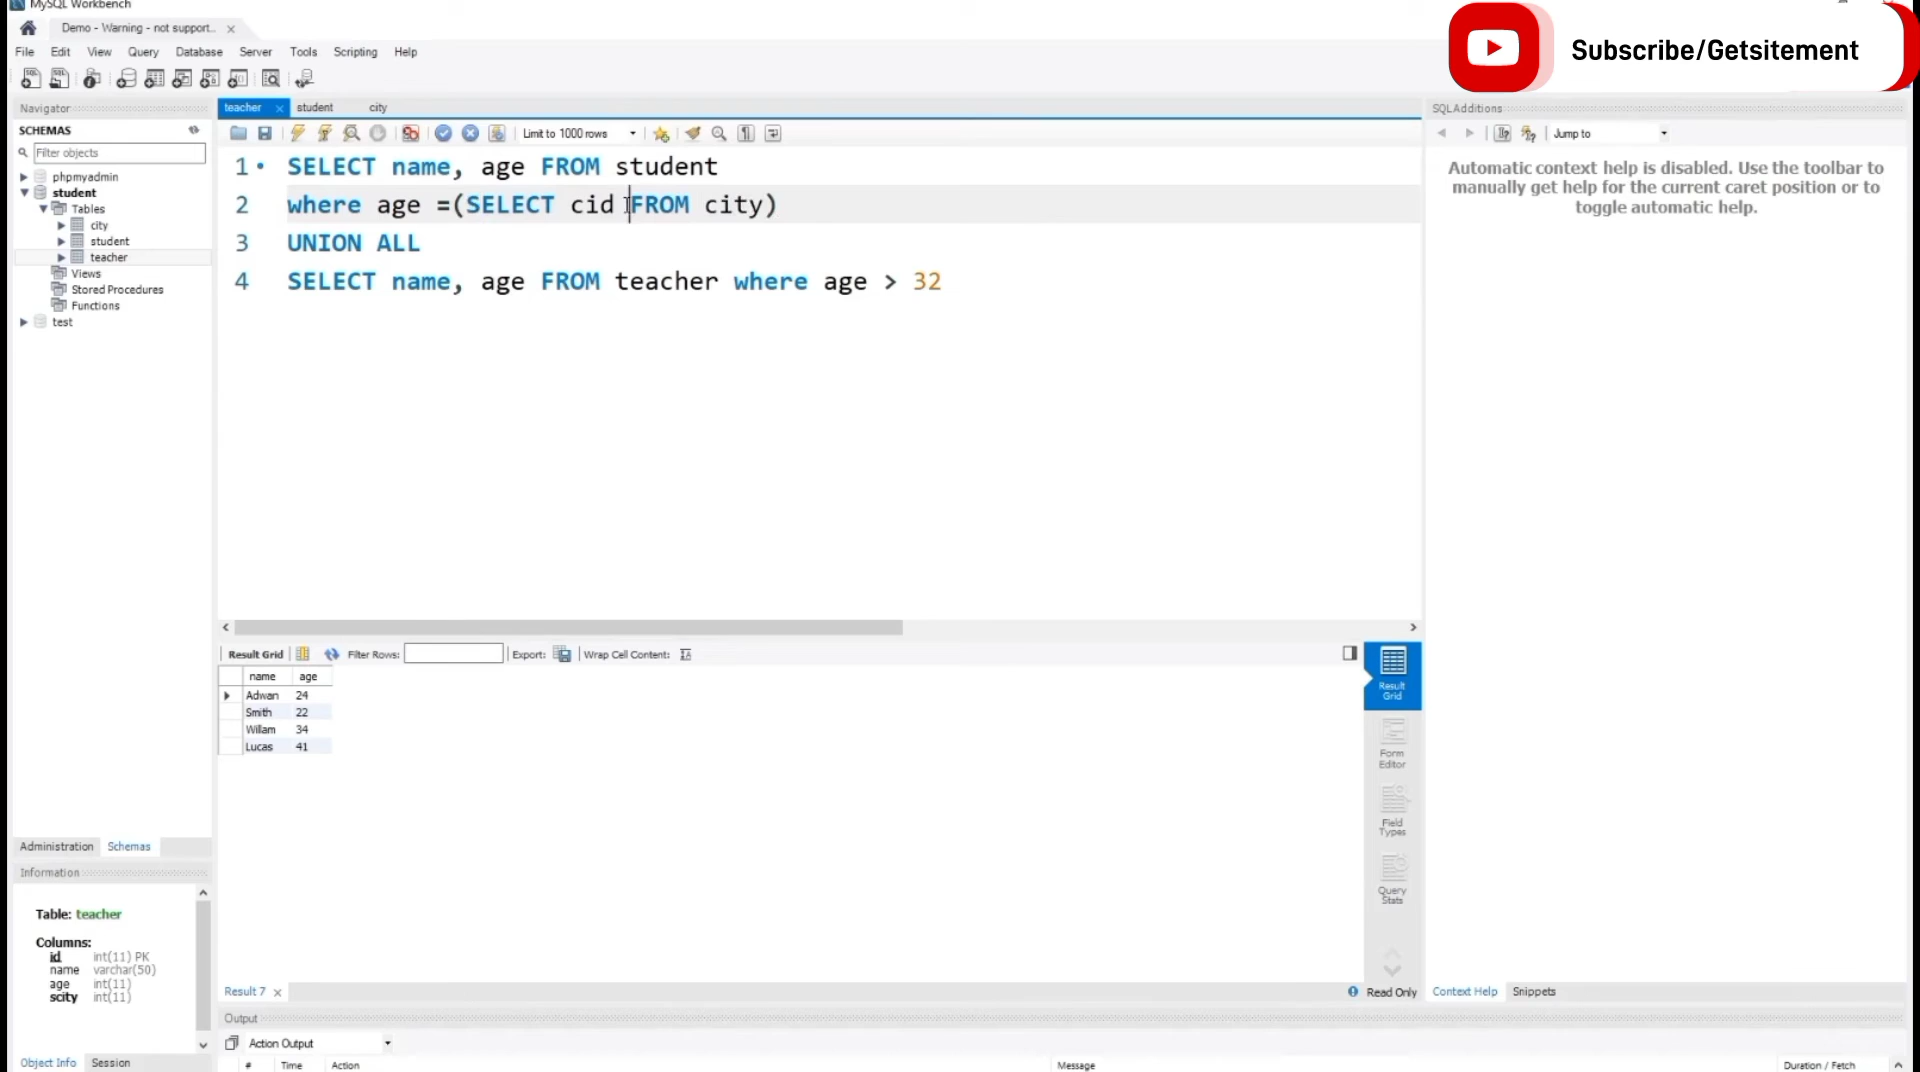 MySQL Workbench
Subscribe/Getsitement
Demo - Warning - not support...
File Edit View Query Database Server Tools Scripting Help
Navigator
SCHEMAS
Filter objects
phpmyadmin
student
Tables
city
student
teacher
Views
Stored Procedures
Functions
test
teacher student city
Limit to 1000 rows
1 SELECT name, age FROM student
2 where age =(SELECT cid FROM city)
3 UNION ALL
4 SELECT name, age FROM teacher where age > 32
SQLAdditions
Jump to
Automatic context help is disabled. Use the toolbar to
manually get help for the current caret position or to
toggle automatic help.
Result Grid Filter Rows: Export: Wrap Cell Content:
name age
Adwan 24
Smith 22
Willam 34
Lucas 41
Result
Grid
Form
Editor
Field
Types
Query
Stats
Administration Schemas
Information
Table: teacher
Columns:
id int(11) PK
name varchar(50)
age int(11)
scity int(11)
Object Info Session
Result 7
Read Only
Context Help Snippets
Output
Action Output
# Time Action Message Duration / Fetch